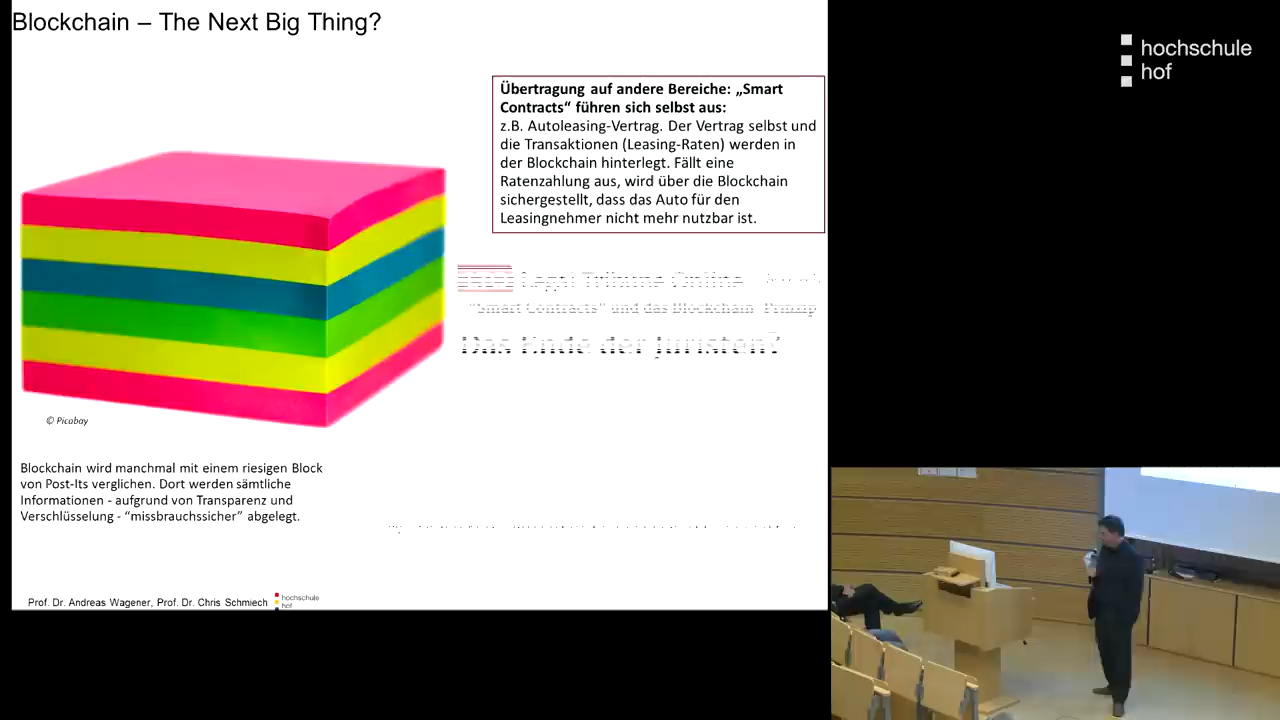 Blockchain – The Next Big Thing?
hochschule
hof
Übertragung auf andere Bereiche: „Smart
Contracts“ führen sich selbst aus:
z.B. Autoleasing-Vertrag. Der Vertrag selbst und
die Transaktionen (Leasing-Raten) werden in
der Blockchain hinterlegt. Fällt eine
Ratenzahlung aus, wird über die Blockchain
sichergestellt, dass das Auto für den
Leasingnehmer nicht mehr nutzbar ist.
Legal Tribune Online
"Smart Contracts" und das Blockchain-Prinzip
Das Ende der Juristen?
© Picabay
Blockchain wird manchmal mit einem riesigen Block
von Post-Its verglichen. Dort werden sämtliche
Informationen - aufgrund von Transparenz und
Verschlüsselung - “missbrauchssicher” abgelegt.
Prof. Dr. Andreas Wagener, Prof. Dr. Chris Schmiech
hochschule
hof